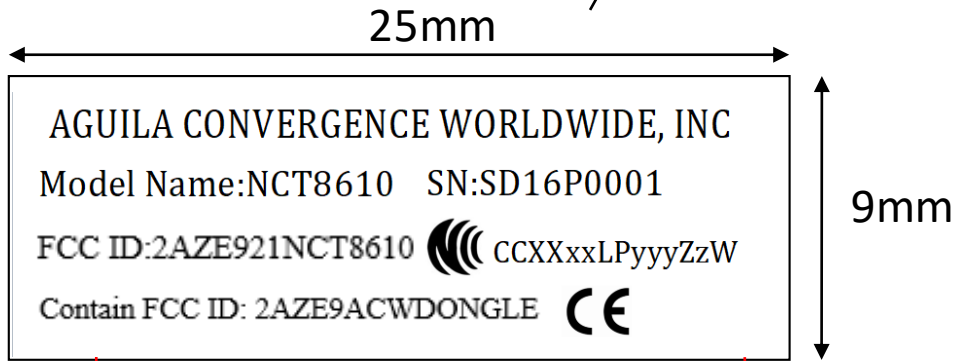 25mm
AGUILA CONVERGENCE WORLDWIDE, INC
Model Name:NCT8610 SN:SD16P0001
9mm
FCC ID:2AZE921NCT8610 CCXXxxLPyyyZzW
Contain FCC ID: 2AZE9ACWDONGLE CE